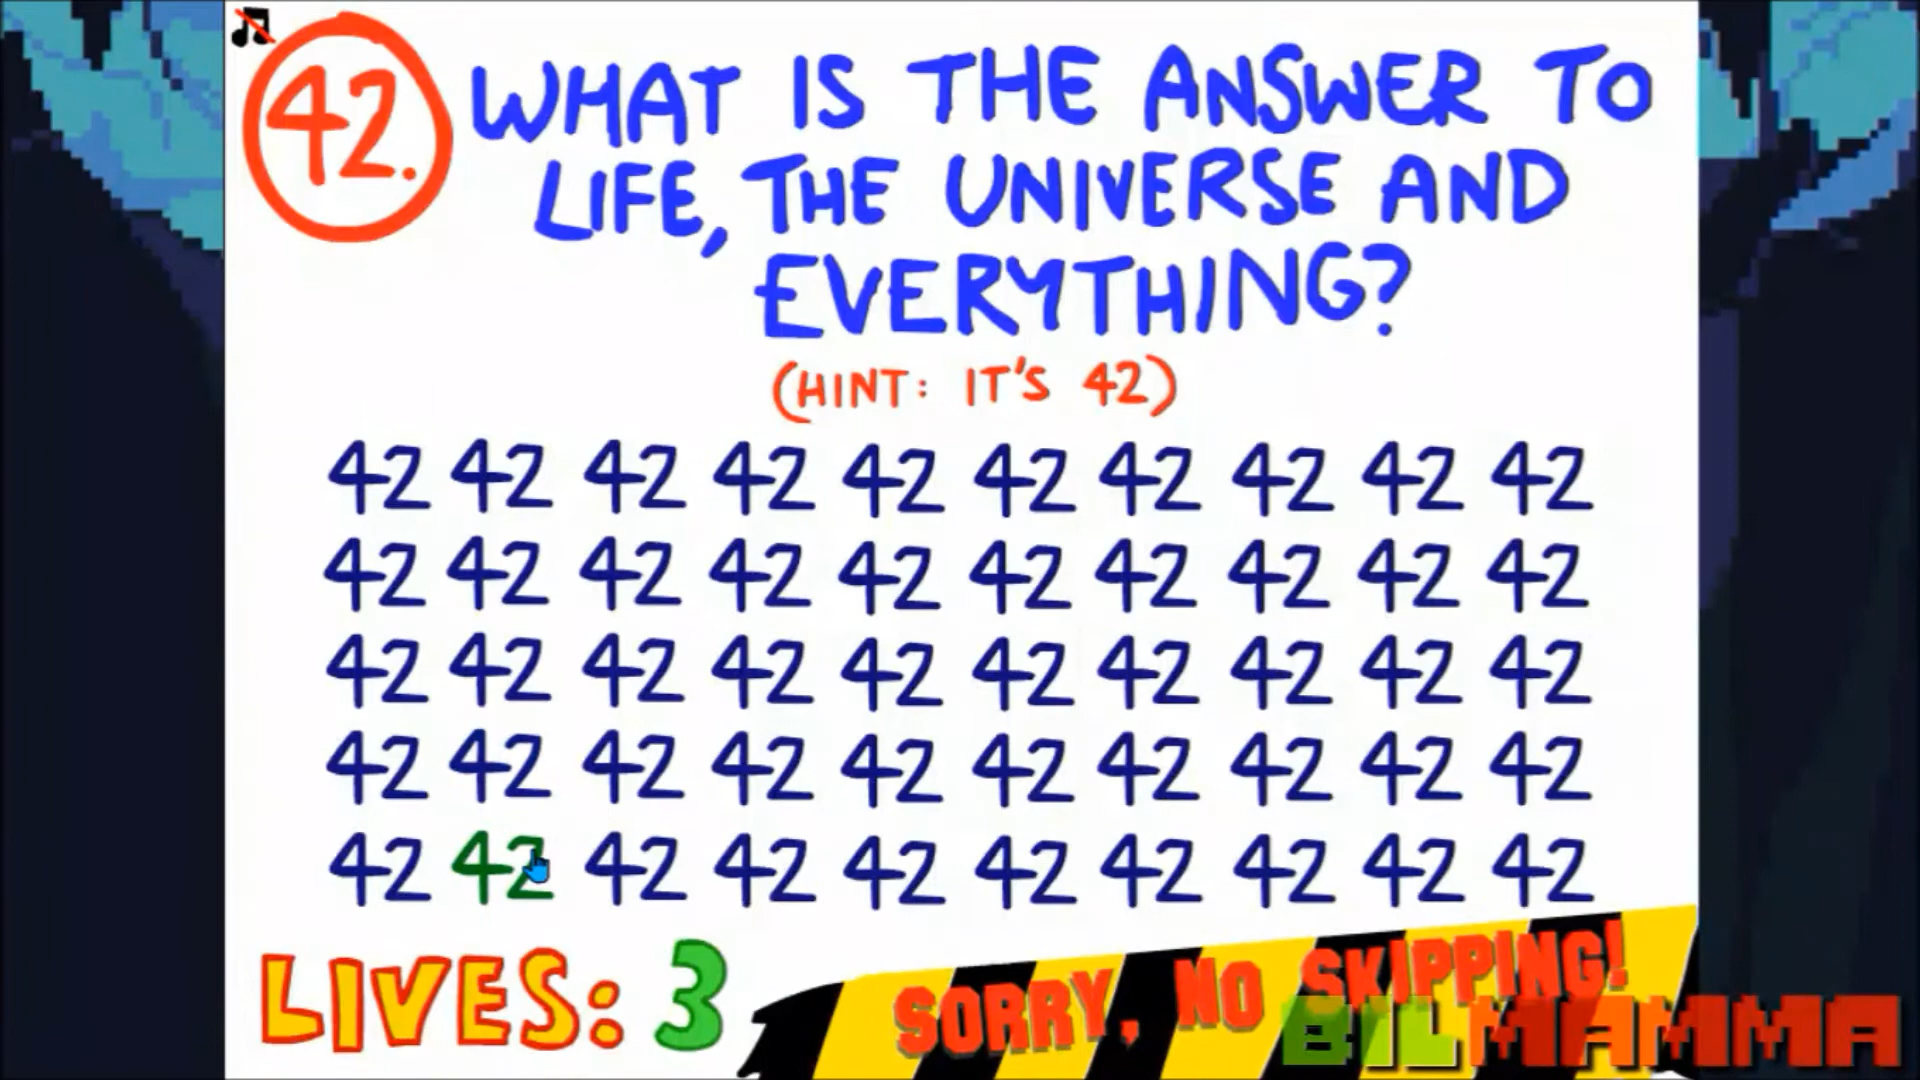 42.
WHAT IS THE ANSWER TO
LIFE, THE UNIVERSE AND
EVERYTHING?
(HINT: IT'S 42)
42 42 42 42 42 42 42 42 42 42
42 42 42 42 42 42 42 42 42 42
42 42 42 42 42 42 42 42 42 42
42 42 42 42 42 42 42 42 42 42
42 42 42 42 42 42 42 42 42 42
LIVES: 3
SORRY, NO SKIPPING!
BILMAMMA